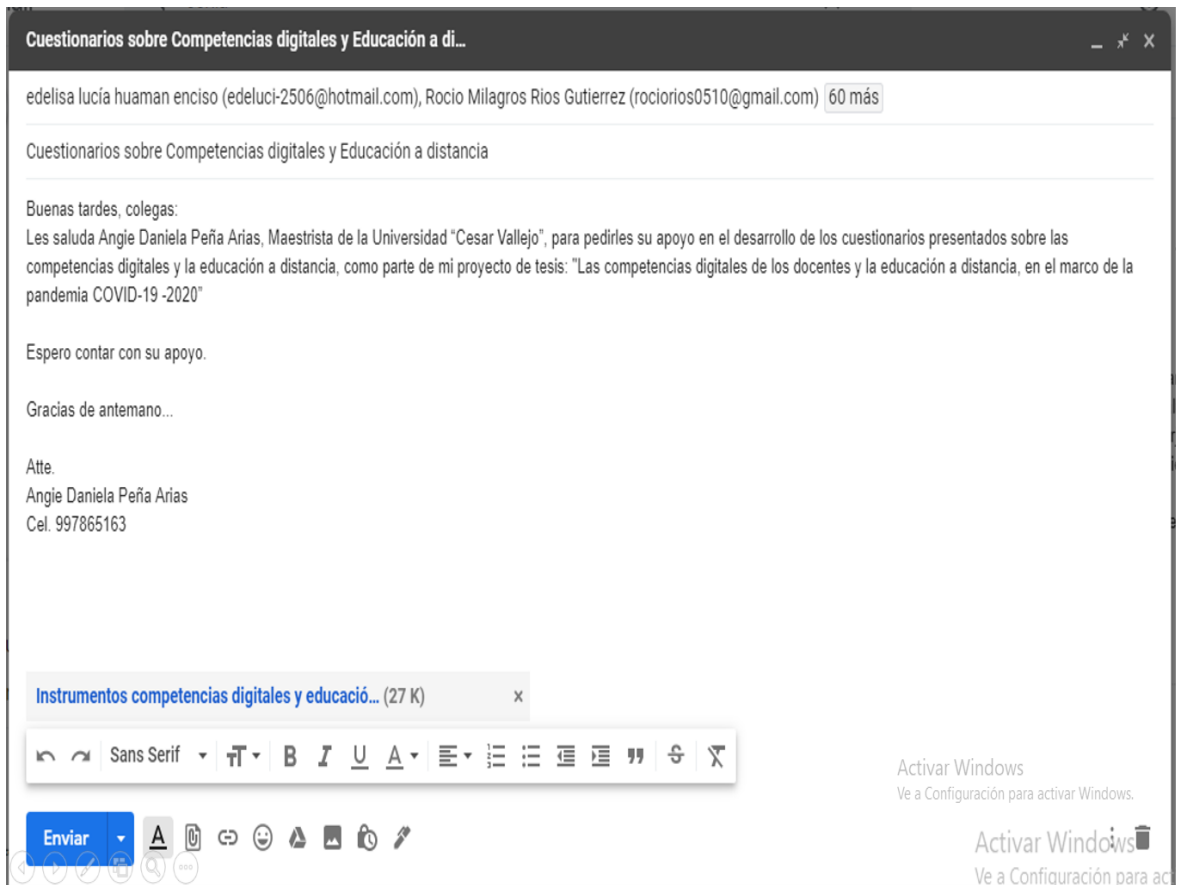 Cuestionarios sobre Competencias digitales y Educación a di...
edelisa lucía huaman enciso (edeluci-2506@hotmail.com), Rocio Milagros Rios Gutierrez (rociorios0510@gmail.com) 60 más
Cuestionarios sobre Competencias digitales y Educación a distancia
Buenas tardes, colegas:
Les saluda Angie Daniela Peña Arias, Maestrista de la Universidad “Cesar Vallejo”, para pedirles su apoyo en el desarrollo de los cuestionarios presentados sobre las
competencias digitales y la educación a distancia, como parte de mi proyecto de tesis: "Las competencias digitales de los docentes y la educación a distancia, en el marco de la
pandemia COVID-19 -2020”
Espero contar con su apoyo.
Gracias de antemano...
Atte.
Angie Daniela Peña Arias
Cel. 997865163
Instrumentos competencias digitales y educació... (27 K)
Sans Serif
Activar Windows
Ve a Configuración para activar Windows.
Enviar
Activar Windows
Ve a Configuración para ac